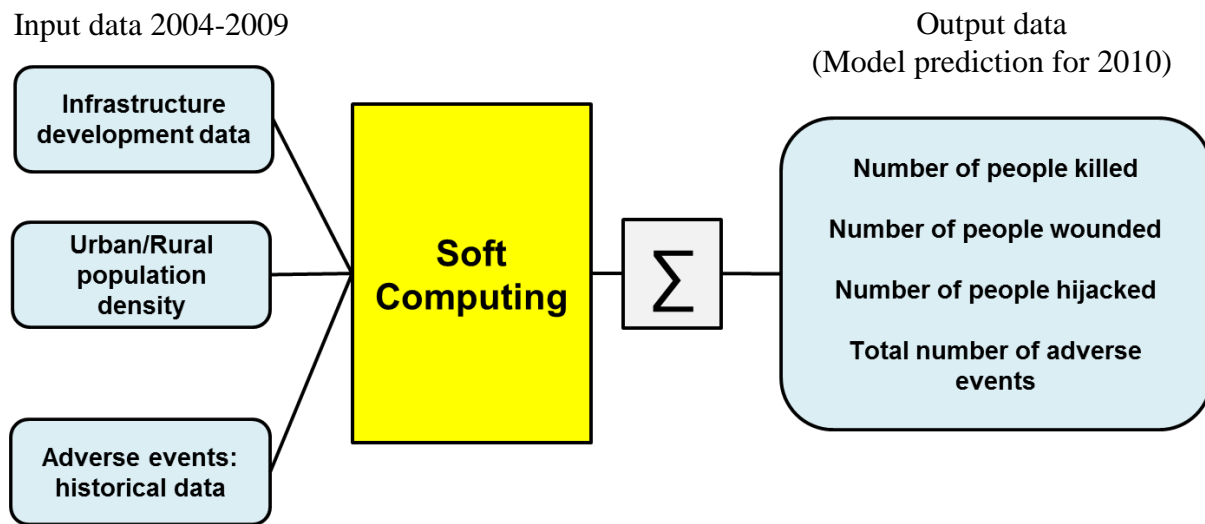 Input data 2004-2009
Output data
(Model prediction for 2010)
Infrastructure
development data
Urban/Rural
population
density
Adverse events:
historical data
Soft
Computing
∑
Number of people killed
Number of people wounded
Number of people hijacked
Total number of adverse
events